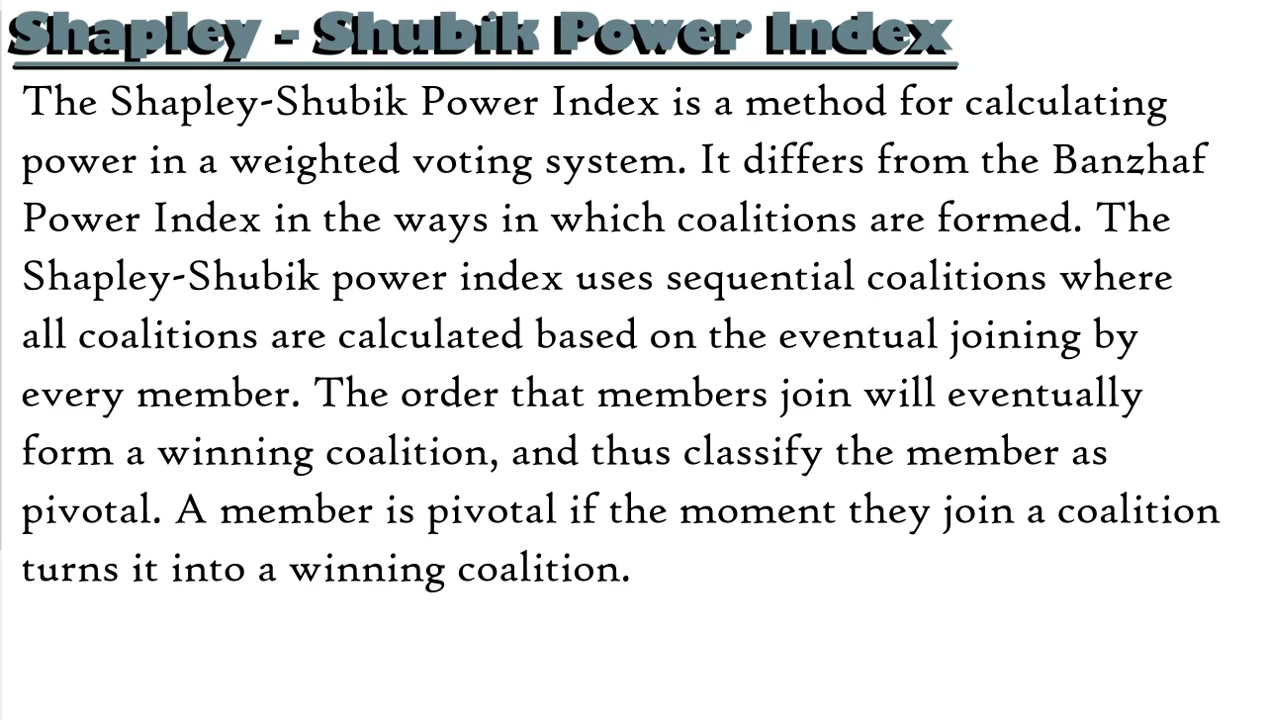 Shapley - Shubik Power Index
The Shapley-Shubik Power Index is a method for calculating
power in a weighted voting system. It differs from the Banzhaf
Power Index in the ways in which coalitions are formed. The
Shapley-Shubik power index uses sequential coalitions where
all coalitions are calculated based on the eventual joining by
every member. The order that members join will eventually
form a winning coalition, and thus classify the member as
pivotal. A member is pivotal if the moment they join a coalition
turns it into a winning coalition.